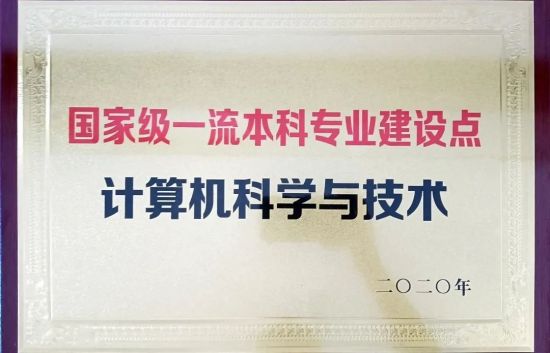 国家级一流本科专业建设点
计算机科学与技术
二〇二〇年